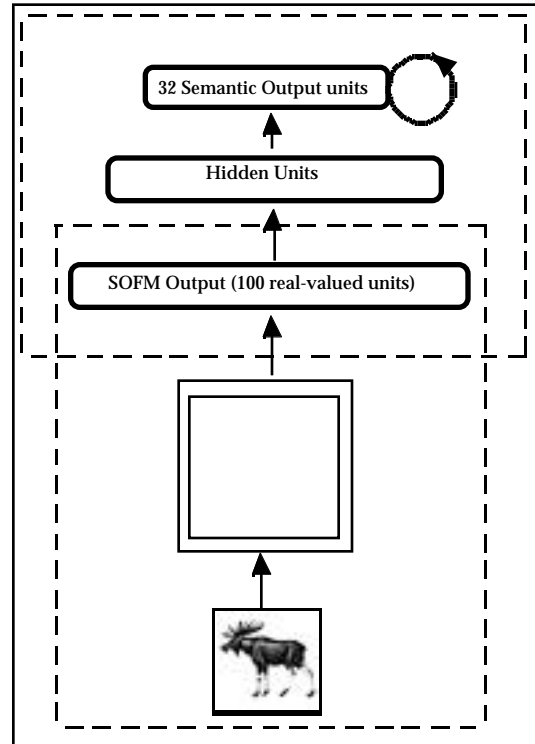 32 Semantic Output units
Hidden Units
SOFM Output (100 real-valued units)